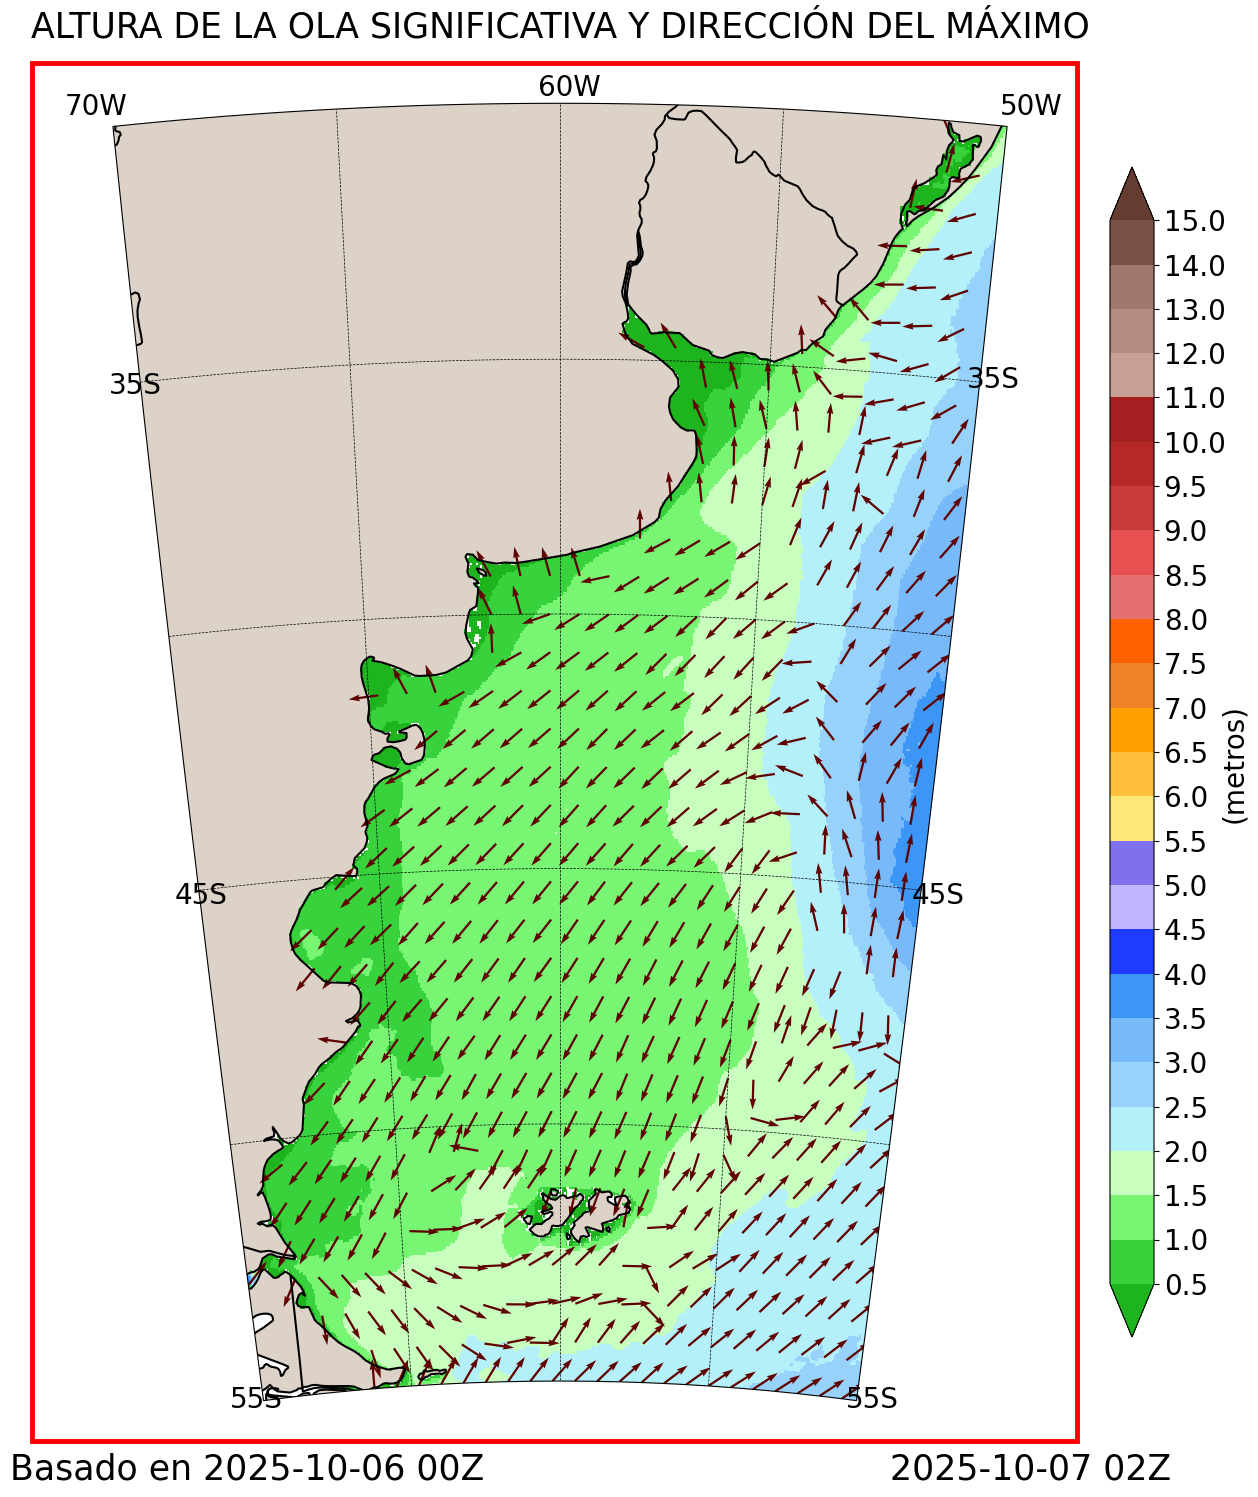 ALTURA DE LA OLA SIGNIFICATIVA Y DIRECCIÓN DEL MÁXIMO
70W
60W
50W
35S
35S
45S
45S
55S
55S
15.0
14.0
13.0
12.0
11.0
10.0
9.5
9.0
8.5
8.0
7.5
7.0
6.5
6.0
5.5
5.0
4.5
4.0
3.5
3.0
2.5
2.0
1.5
1.0
0.5
(metros)
Basado en 2025-10-06 00Z
2025-10-07 02Z